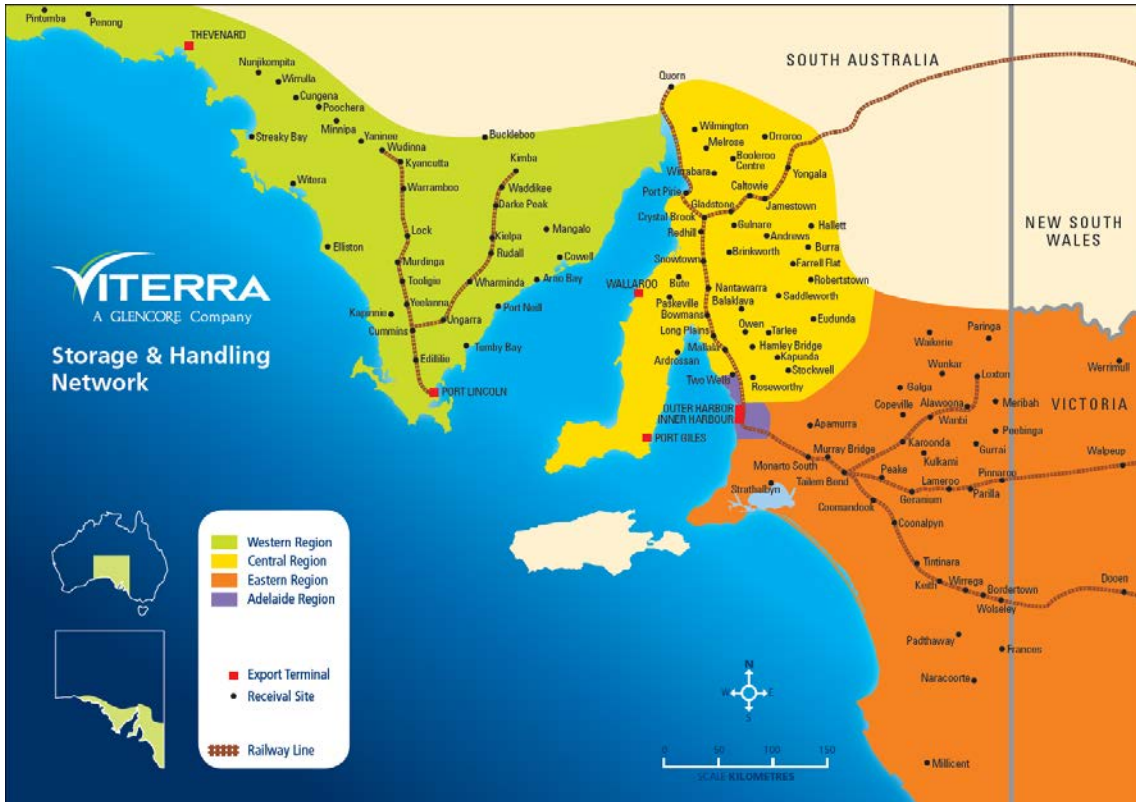 Pintumba
Penong
THEVENARD
Nunjikompita
Wirrulla
Cungena
Poochera
Minnipa
Streaky Bay
Yaninee
Wudinna
Kyancutta
Warramboo
Witera
Elliston
Lock
Murdinga
Tooligie
Yeelanna
Kapinnie
Cummins
Edillilie
PORT LINCOLN
Buckleboo
Kimba
Waddikee
Darke Peak
Kielpa
Rudall
Wharminda
Ungarra
Mangalo
Cowell
Arno Bay
Port Neill
Tumby Bay
SOUTH AUSTRALIA
NEW SOUTH
WALES
VICTORIA
Quorn
Wilmington
Orroroo
Melrose
Booleroo
Centre
Wirrabara
Yongala
Port Pirie
Caltowie
Gladstone
Jamestown
Crystal Brook
Gulnare
Hallett
Redhill
Andrews
Burra
Brinkworth
Snowtown
Farrell Flat
Bute
Robertstown
WALLAROO
Nantawarra
Paskeville
Balaklava
Saddleworth
Bowmans
Owen
Tarlee
Eudunda
Long Plains
Hamley Bridge
Mallala
Ardrossan
Kapunda
Stockwell
Two Wells
Roseworthy
OUTER HARBOR
INNER HARBOUR
PORT GILES
Paringa
Waikerie
Wunkar
Loxton
Werrimull
Galga
Copeville
Alawoona
Meribah
Wanbi
Apamurra
Peebinga
Karoonda
Gurrai
Murray Bridge
Kulkami
Walpeup
Monarto South
Peake
Pinnaroo
Tailem Bend
Lameroo
Strathalbyn
Geranium
Parilla
Coomandook
Coonalpyn
Tintinara
Keith
Wirrega
Bordertown
Wolseley
Dooen
Padthaway
Frances
Naracoorte
Millicent
VITERRA
A GLENCORE Company
Storage & Handling
Network
Western Region
Central Region
Eastern Region
Adelaide Region
Export Terminal
Receival Site
Railway Line
N
W
E
S
0 50 100 150
SCALE KILOMETRES